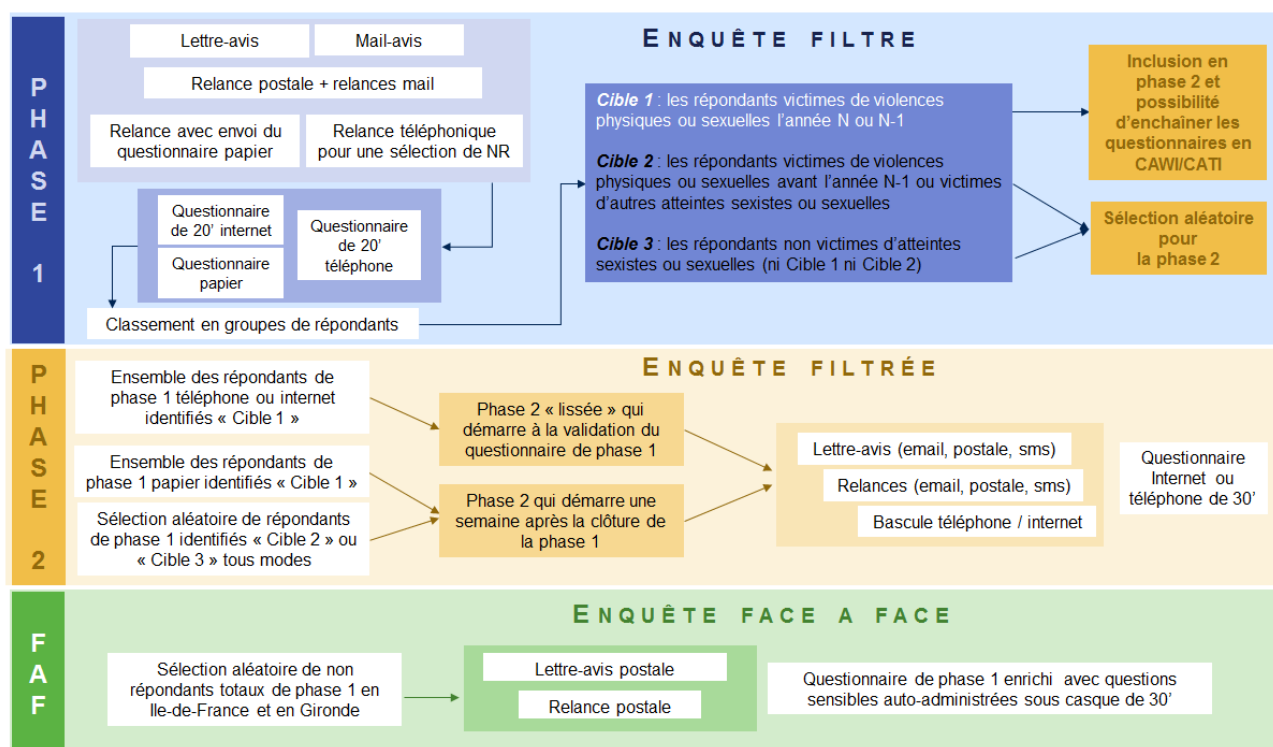 PHASE 1
ENQUÊTE FILTRE
Lettre-avis
Mail-avis
Relance postale + relances mail
Relance avec envoi du
questionnaire papier
Relance téléphonique
pour une sélection de NR
Questionnaire
de 20’ internet
Questionnaire
papier
Questionnaire
de 20’
téléphone
Classement en groupes de répondants
Cible 1 : les répondants victimes de violences
physiques ou sexuelles l’année N ou N-1
Cible 2 : les répondants victimes de violences
physiques ou sexuelles avant l’année N-1 ou victimes
d’autres atteintes sexistes ou sexuelles
Cible 3 : les répondants non victimes d’atteintes
sexistes ou sexuelles (ni Cible 1 ni Cible 2)
Inclusion en
phase 2 et
possibilité
d’enchaîner les
questionnaires en
CAWI/CATI
Sélection aléatoire
pour
la phase 2
PHASE 2
ENQUÊTE FILTRÉE
Ensemble des répondants de
phase 1 téléphone ou internet
identifiés « Cible 1 »
Ensemble des répondants de
phase 1 papier identifiés « Cible 1 »
Sélection aléatoire de répondants
de phase 1 identifiés « Cible 2 » ou
« Cible 3 » tous modes
Phase 2 « lissée » qui
démarre à la validation du
questionnaire de phase 1
Phase 2 qui démarre une
semaine après la clôture de
la phase 1
Lettre-avis (email, postale, sms)
Relances (email, postale, sms)
Bascule téléphone / internet
Questionnaire
Internet ou
téléphone de 30’
FAF
ENQUÊTE FACE A FACE
Sélection aléatoire de non
répondants totaux de phase 1 en
Ile-de-France et en Gironde
Lettre-avis postale
Relance postale
Questionnaire de phase 1 enrichi avec questions
sensibles auto-administrées sous casque de 30’